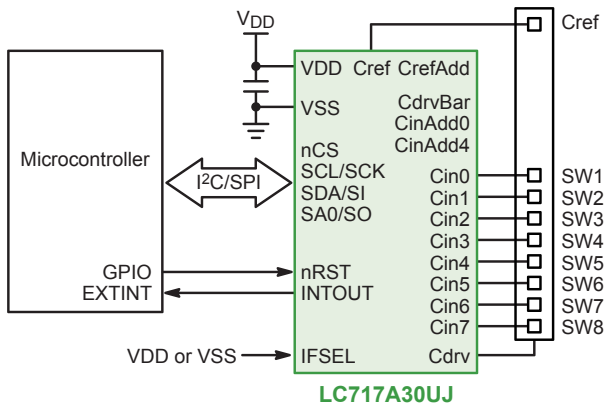 VDD
Cref
VDD Cref CrefAdd
CdrvBar
VSS
CinAdd0
CinAdd4
nCS
Microcontroller
SCL/SCK
I2C/SPI
SDA/SI
SA0/SO
Cin0 SW1
Cin1 SW2
Cin2 SW3
Cin3 SW4
Cin4 SW5
Cin5 SW6
Cin6 SW7
Cin7 SW8
GPIO nRST
EXTINT INTOUT
VDD or VSS IFSEL Cdrv
LC717A30UJ